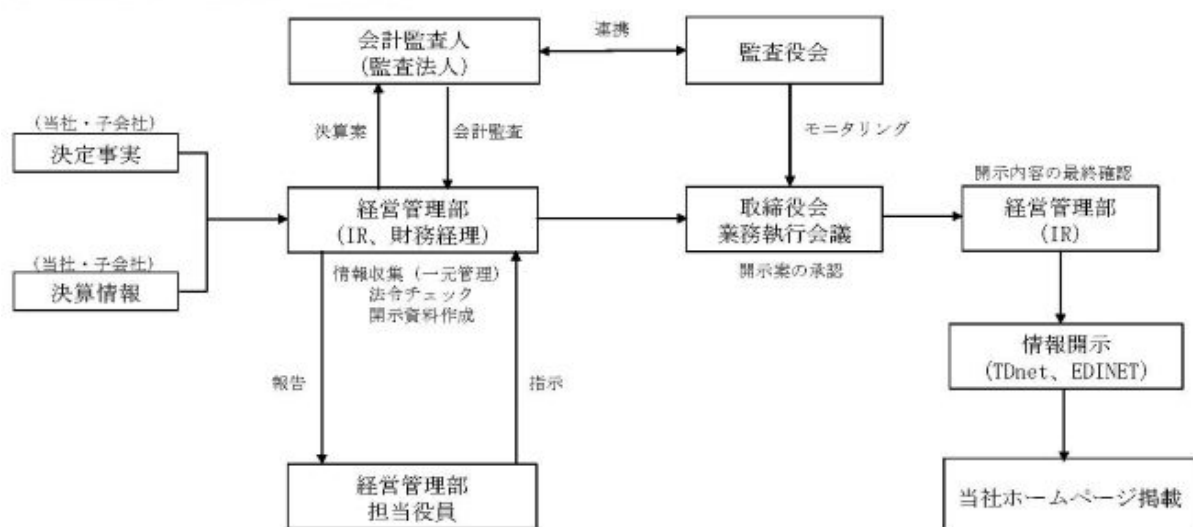 会計監査人
(監査法人)
連携
監査役会
(当社・子会社)
決定事実
決算案
会計監査
モニタリング
開示内容の最終確認
経営管理部
(IR、財務経理)
取締役会
業務執行会議
経営管理部
(IR)
(当社・子会社)
決算情報
情報収集（一元管理）
法令チェック
開示資料作成
開示案の承認
情報開示
(TDnet、EDINET)
報告
指示
経営管理部
担当役員
当社ホームページ掲載